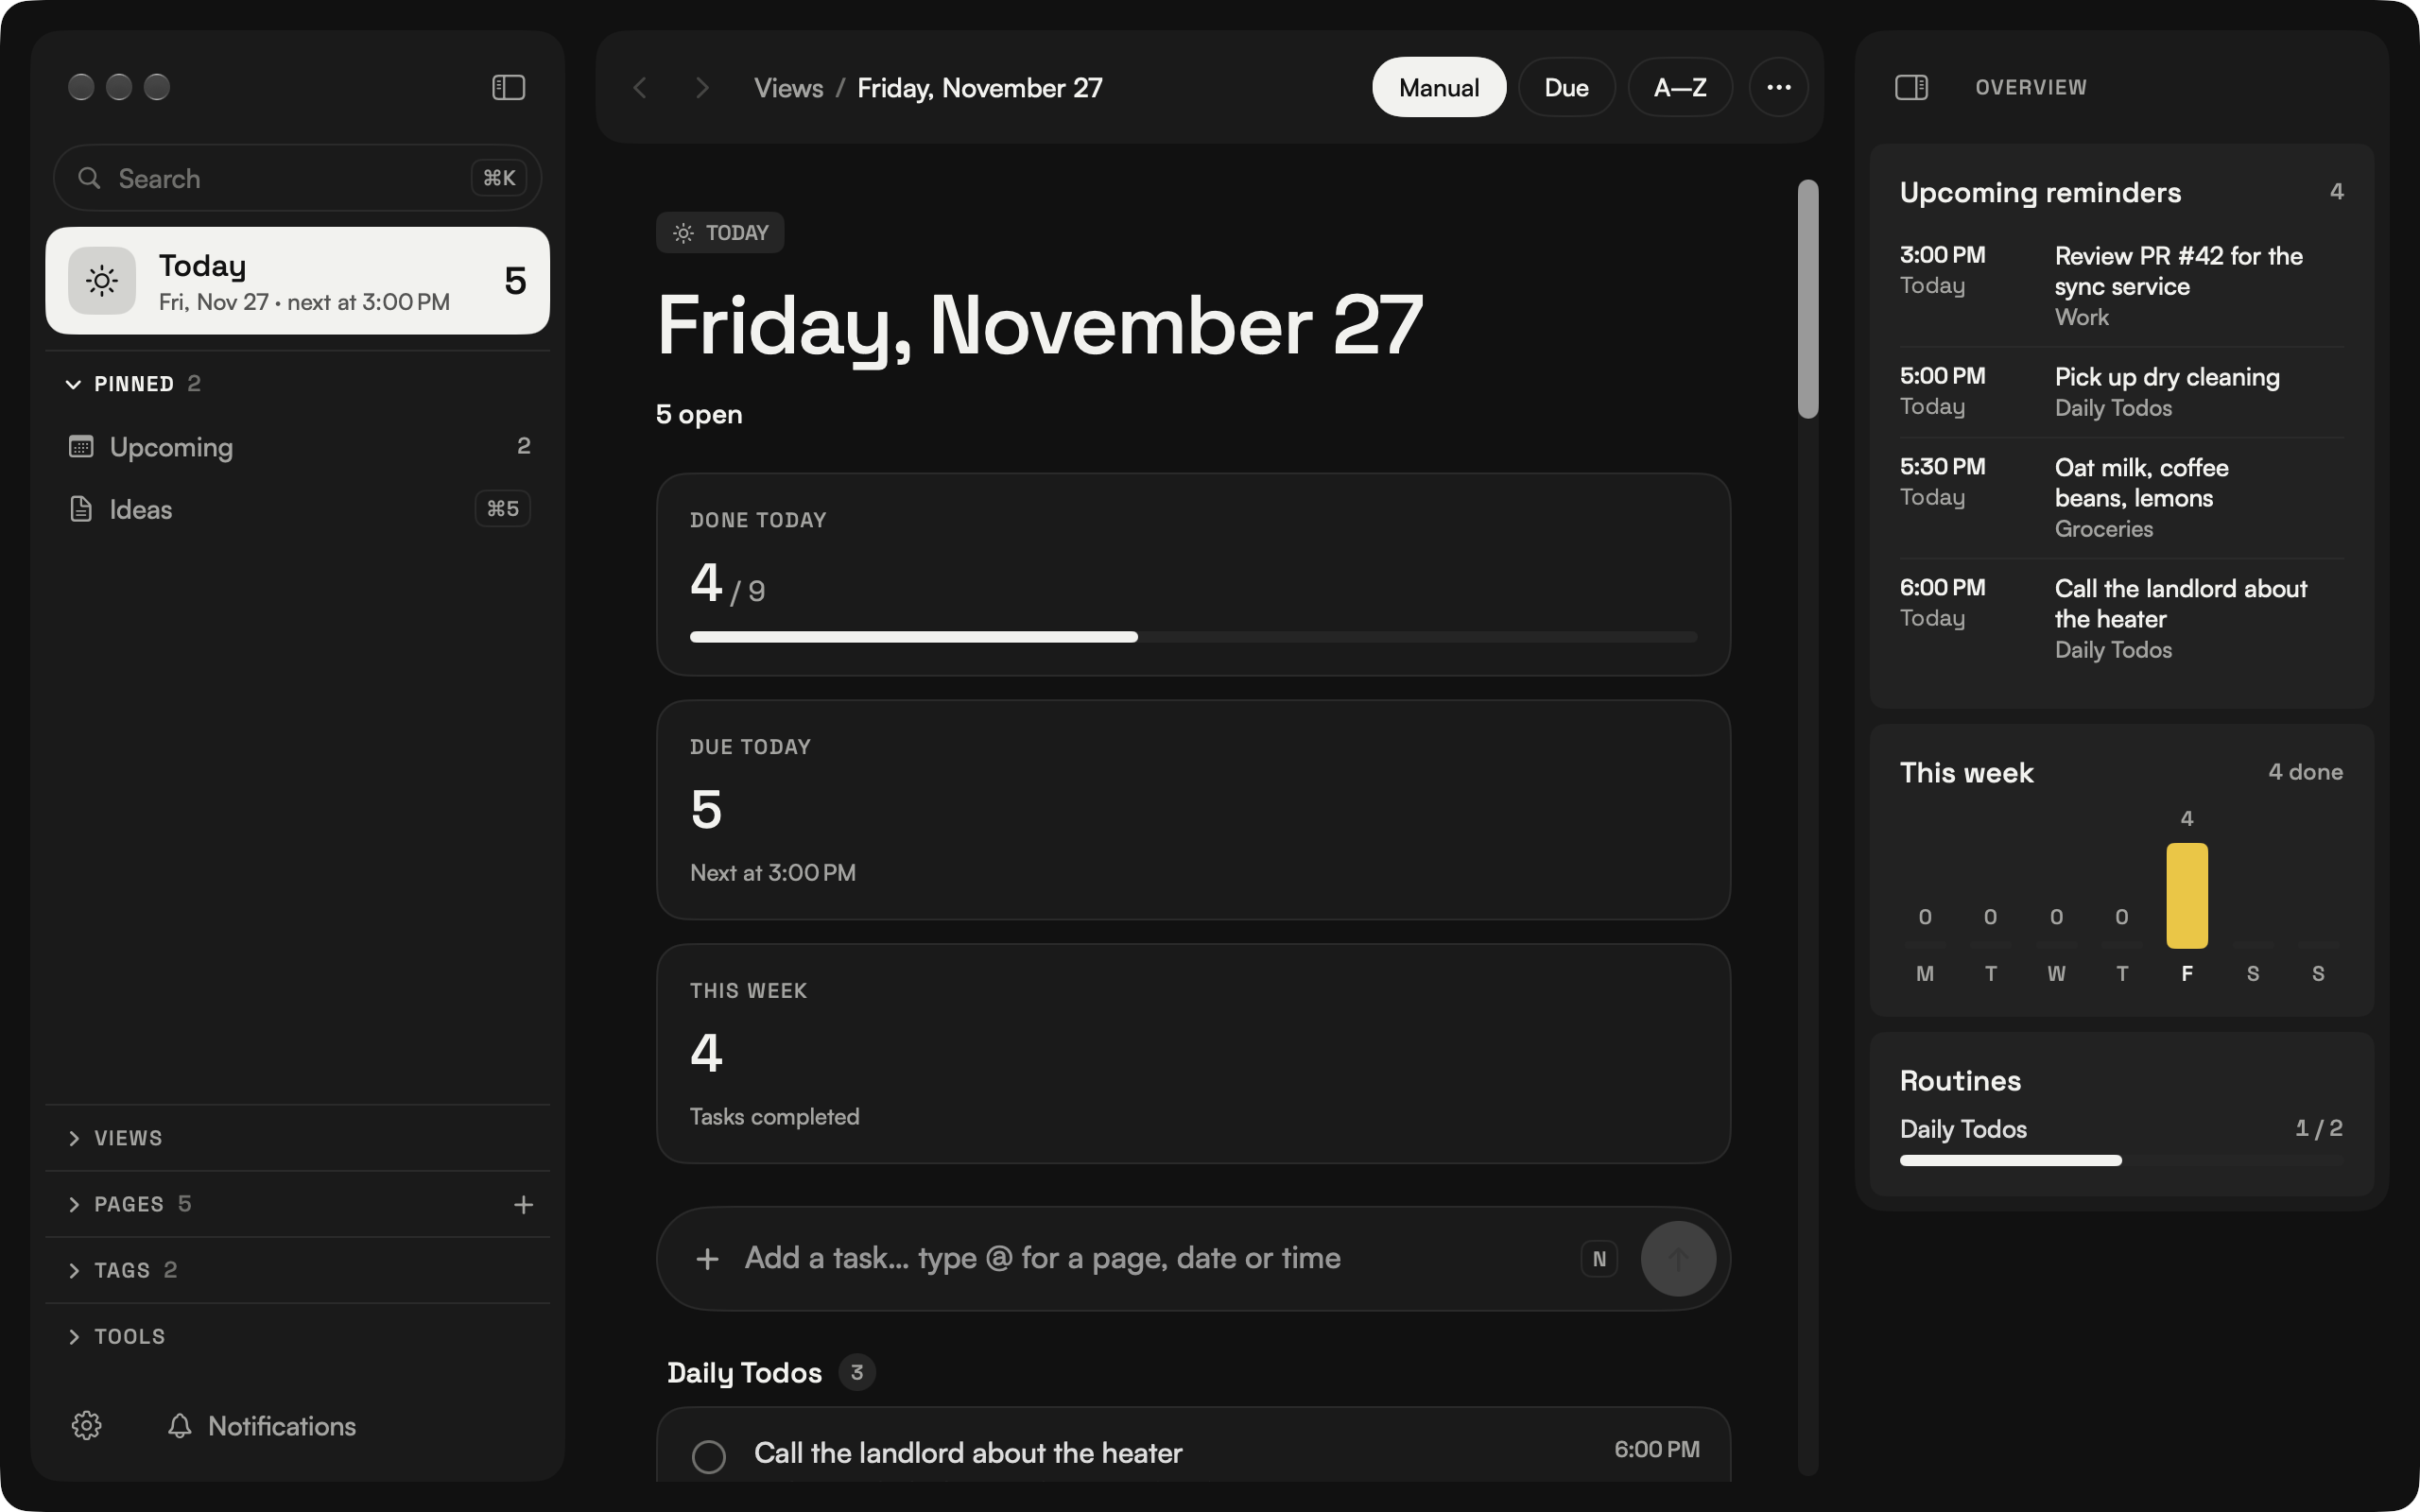 Search
⌘K
Today
Fri, Nov 27 · next at 3:00 PM
5
PINNED 2
Upcoming
2
Ideas
⌘5
VIEWS
PAGES 5
TAGS 2
TOOLS
Notifications
Views / Friday, November 27
Manual
Due
A—Z
TODAY
Friday, November 27
5 open
DONE TODAY
4 / 9
DUE TODAY
5
Next at 3:00 PM
THIS WEEK
4
Tasks completed
Add a task... type @ for a page, date or time
N
Daily Todos 3
Call the landlord about the heater
6:00 PM
OVERVIEW
Upcoming reminders
4
3:00 PM
Today
Review PR #42 for the
sync service
Work
5:00 PM
Today
Pick up dry cleaning
Daily Todos
5:30 PM
Today
Oat milk, coffee
beans, lemons
Groceries
6:00 PM
Today
Call the landlord about
the heater
Daily Todos
This week
4 done
4
0 0 0 0
M T W T F S S
Routines
Daily Todos
1 / 2